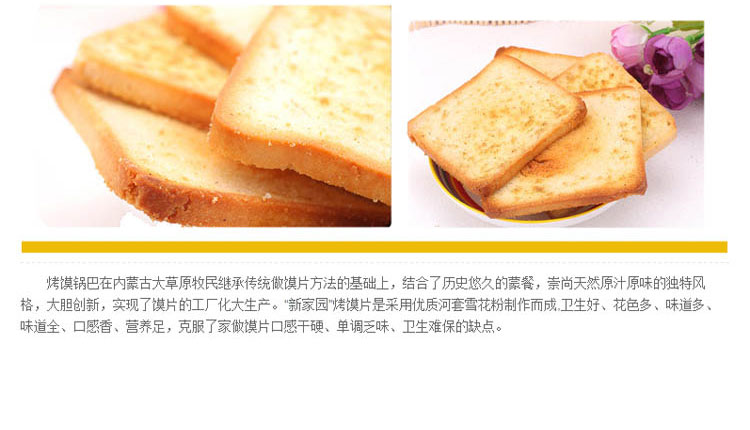 烤馍锅巴在内蒙古大草原牧民继承传统做馍片方法的基础上，结合了历史悠久的蒙餐，崇尚天然原汁原味的独特风
格，大胆创新，实现了馍片的工厂化大生产。“新家园”烤馍片是采用优质河套雪花粉制作而成,卫生好、花色多、味道多、
味道全、口感香、营养足，克服了家做馍片口感干硬、单调乏味、卫生难保的缺点。